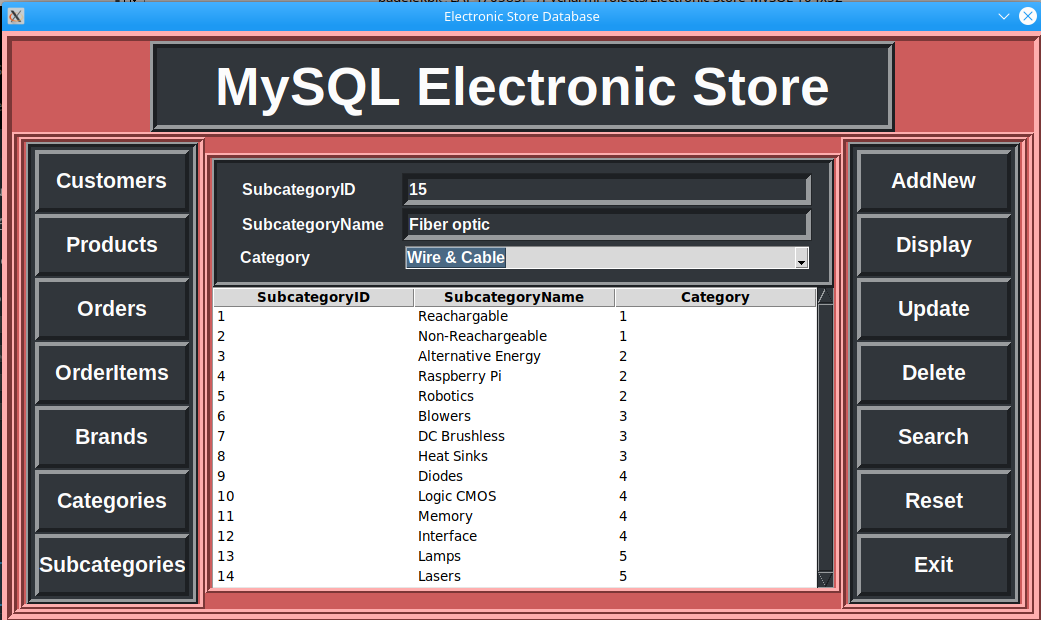 Electronic Store Database
MySQL Electronic Store
Customers
Products
Orders
OrderItems
Brands
Categories
Subcategories
SubcategoryID 15
SubcategoryName Fiber optic
Category Wire & Cable
SubcategoryID SubcategoryName Category
1 Reachargable 1
2 Non-Reachargeable 1
3 Alternative Energy 2
4 Raspberry Pi 2
5 Robotics 2
6 Blowers 3
7 DC Brushless 3
8 Heat Sinks 3
9 Diodes 4
10 Logic CMOS 4
11 Memory 4
12 Interface 4
13 Lamps 5
14 Lasers 5
AddNew
Display
Update
Delete
Search
Reset
Exit